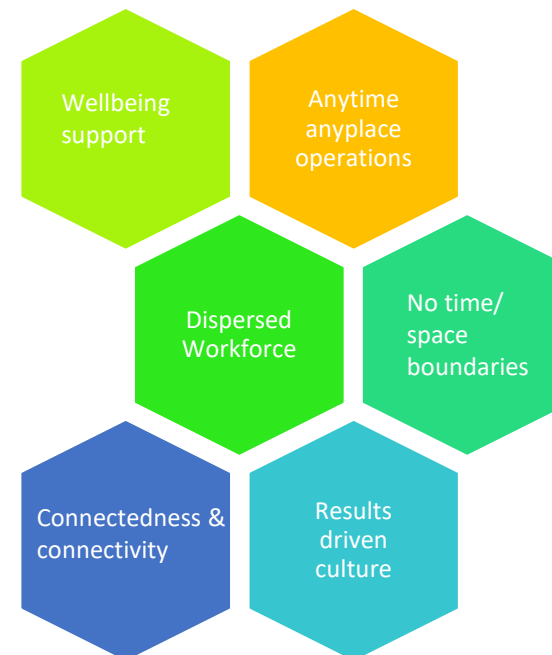 Wellbeing
support
Anytime
anyplace
operations
Dispersed
Workforce
No time/
space
boundaries
Connectedness &
connectivity
Results
driven
culture